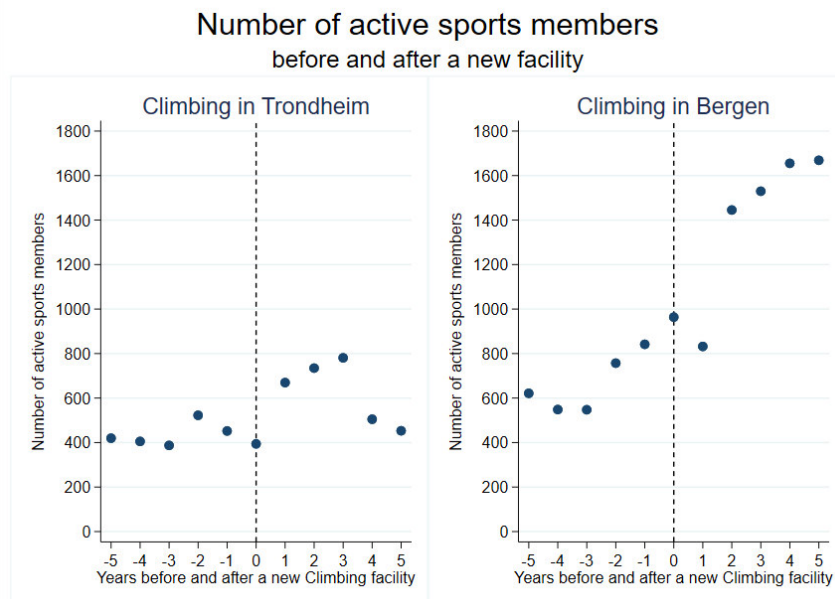 Number of active sports members
before and after a new facility
Climbing in Trondheim
Number of active sports members
1800
1600
1400
1200
1000
800
600
400
200
0
-5 -4 -3 -2 -1 0 1 2 3 4 5
Years before and after a new Climbing facility
Climbing in Bergen
Number of active sports members
1800
1600
1400
1200
1000
800
600
400
200
0
-5 -4 -3 -2 -1 0 1 2 3 4 5
Years before and after a new Climbing facility